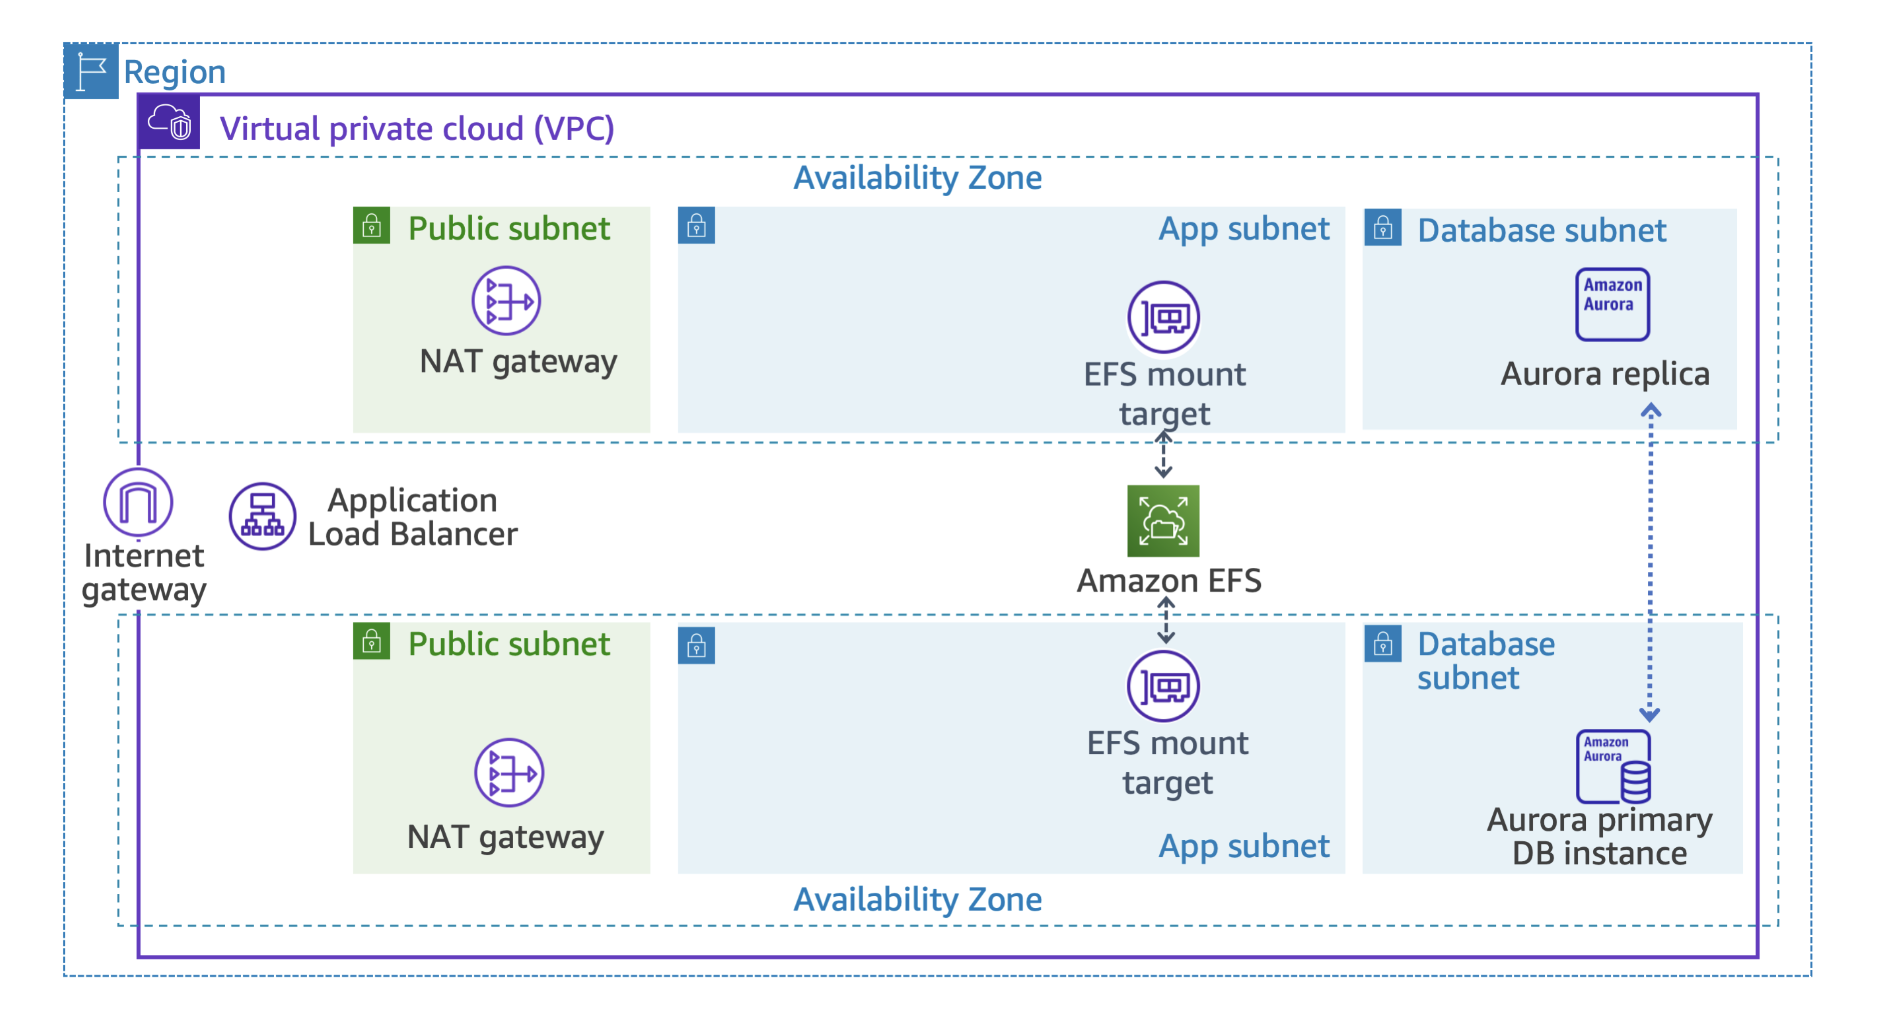 Region
Virtual private cloud (VPC)
Availability Zone
Public subnet
App subnet
Database subnet
Amazon
Aurora
NAT gateway
EFS mount
target
Aurora replica
Internet
gateway
Application
Load Balancer
Amazon EFS
Public subnet
Database
subnet
NAT gateway
EFS mount
target
App subnet
Amazon
Aurora
Aurora primary
DB instance
Availability Zone